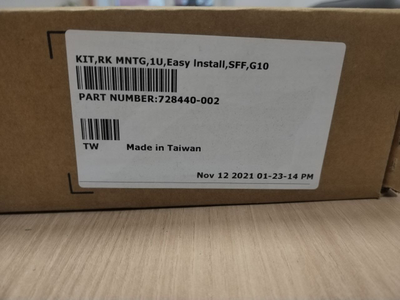 KIT,RK MNTG,1U,Easy Install,SFF,G10
PART NUMBER:728440-002
TW Made in Taiwan
Nov 12 2021 01-23-14 PM